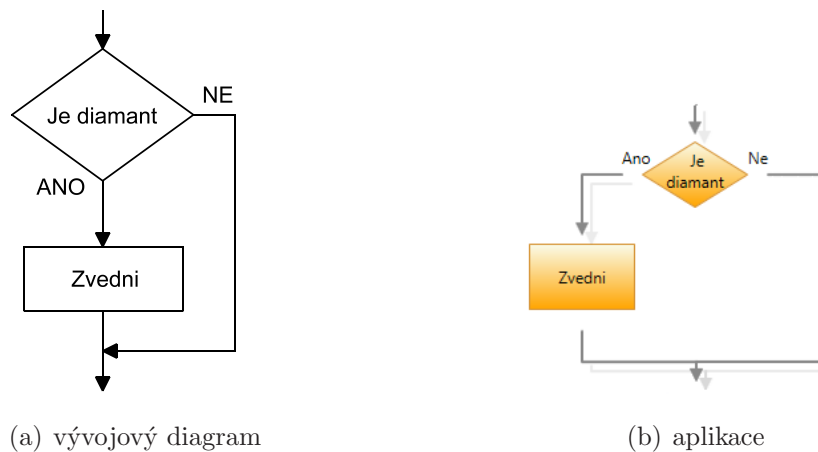 Je diamant
NE
ANO
Zvedni
(a) vývojový diagram
Ano
Je
diamant
Ne
Zvedni
(b) aplikace